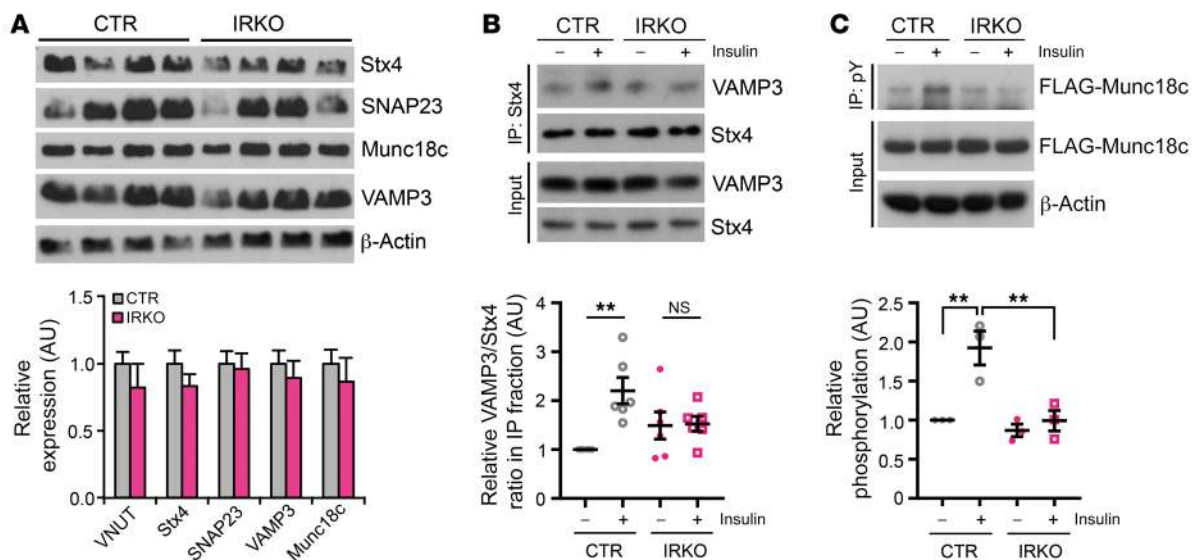 A
CTR IRKO
Stx4
SNAP23
Munc18c
VAMP3
β-Actin
Relative
expression (AU)
1.5
1.0
0.5
0.0
CTR
IRKO
VNUT Stx4 SNAP23 VAMP3 Munc18c
B
CTR IRKO
– + – + Insulin
IP: Stx4
VAMP3
Stx4
Input
VAMP3
Stx4
Relative VAMP3/Stx4
ratio in IP fraction (AU)
4
3
2
1
0
** NS
– + – + Insulin
CTR IRKO
C
CTR IRKO
– + – + Insulin
IP: pY
FLAG-Munc18c
Input
FLAG-Munc18c
β-Actin
Relative
phosphorylation (AU)
2.5
2.0
1.5
1.0
0.5
0.0
** **
– + – + Insulin
CTR IRKO